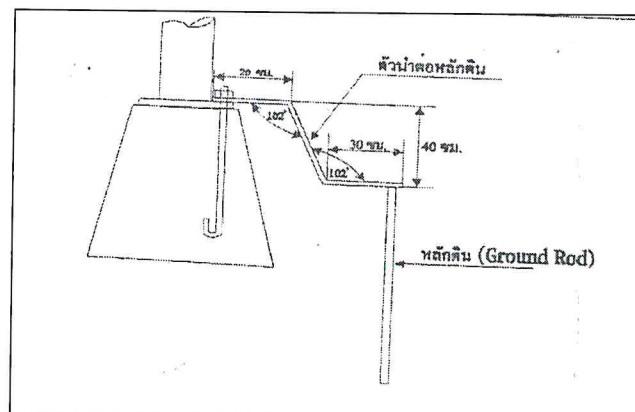 20 ซม.
ตัวนำต่อหลักดิน
102°
30 ซม.
40 ซม.
102°
หลักดิน (Ground Rod)